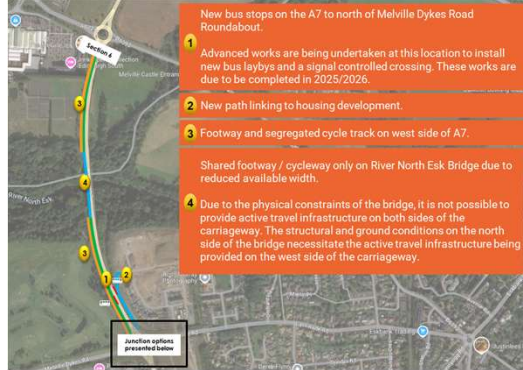 New bus stops on the A7 to north of Melville Dykes Road
Roundabout.
1
Advanced works are being undertaken at this location to install
new bus laybys and a signal controlled crossing. These works are
due to be completed in 2025/2026.
2
New path linking to housing development.
3
Footway and segregated cycle track on west side of A7.
Shared footway / cycleway only on River North Esk Bridge due to
reduced available width.
4
Due to the physical constraints of the bridge, it is not possible to
provide active travel infrastructure on both sides of the
carriageway. The structural and ground conditions on the north
side of the bridge necessitate the active travel infrastructure being
provided on the west side of the carriageway.
Section 6
Melville Castle
3
4
River North Esk
3
1
2
Junction options
presented below